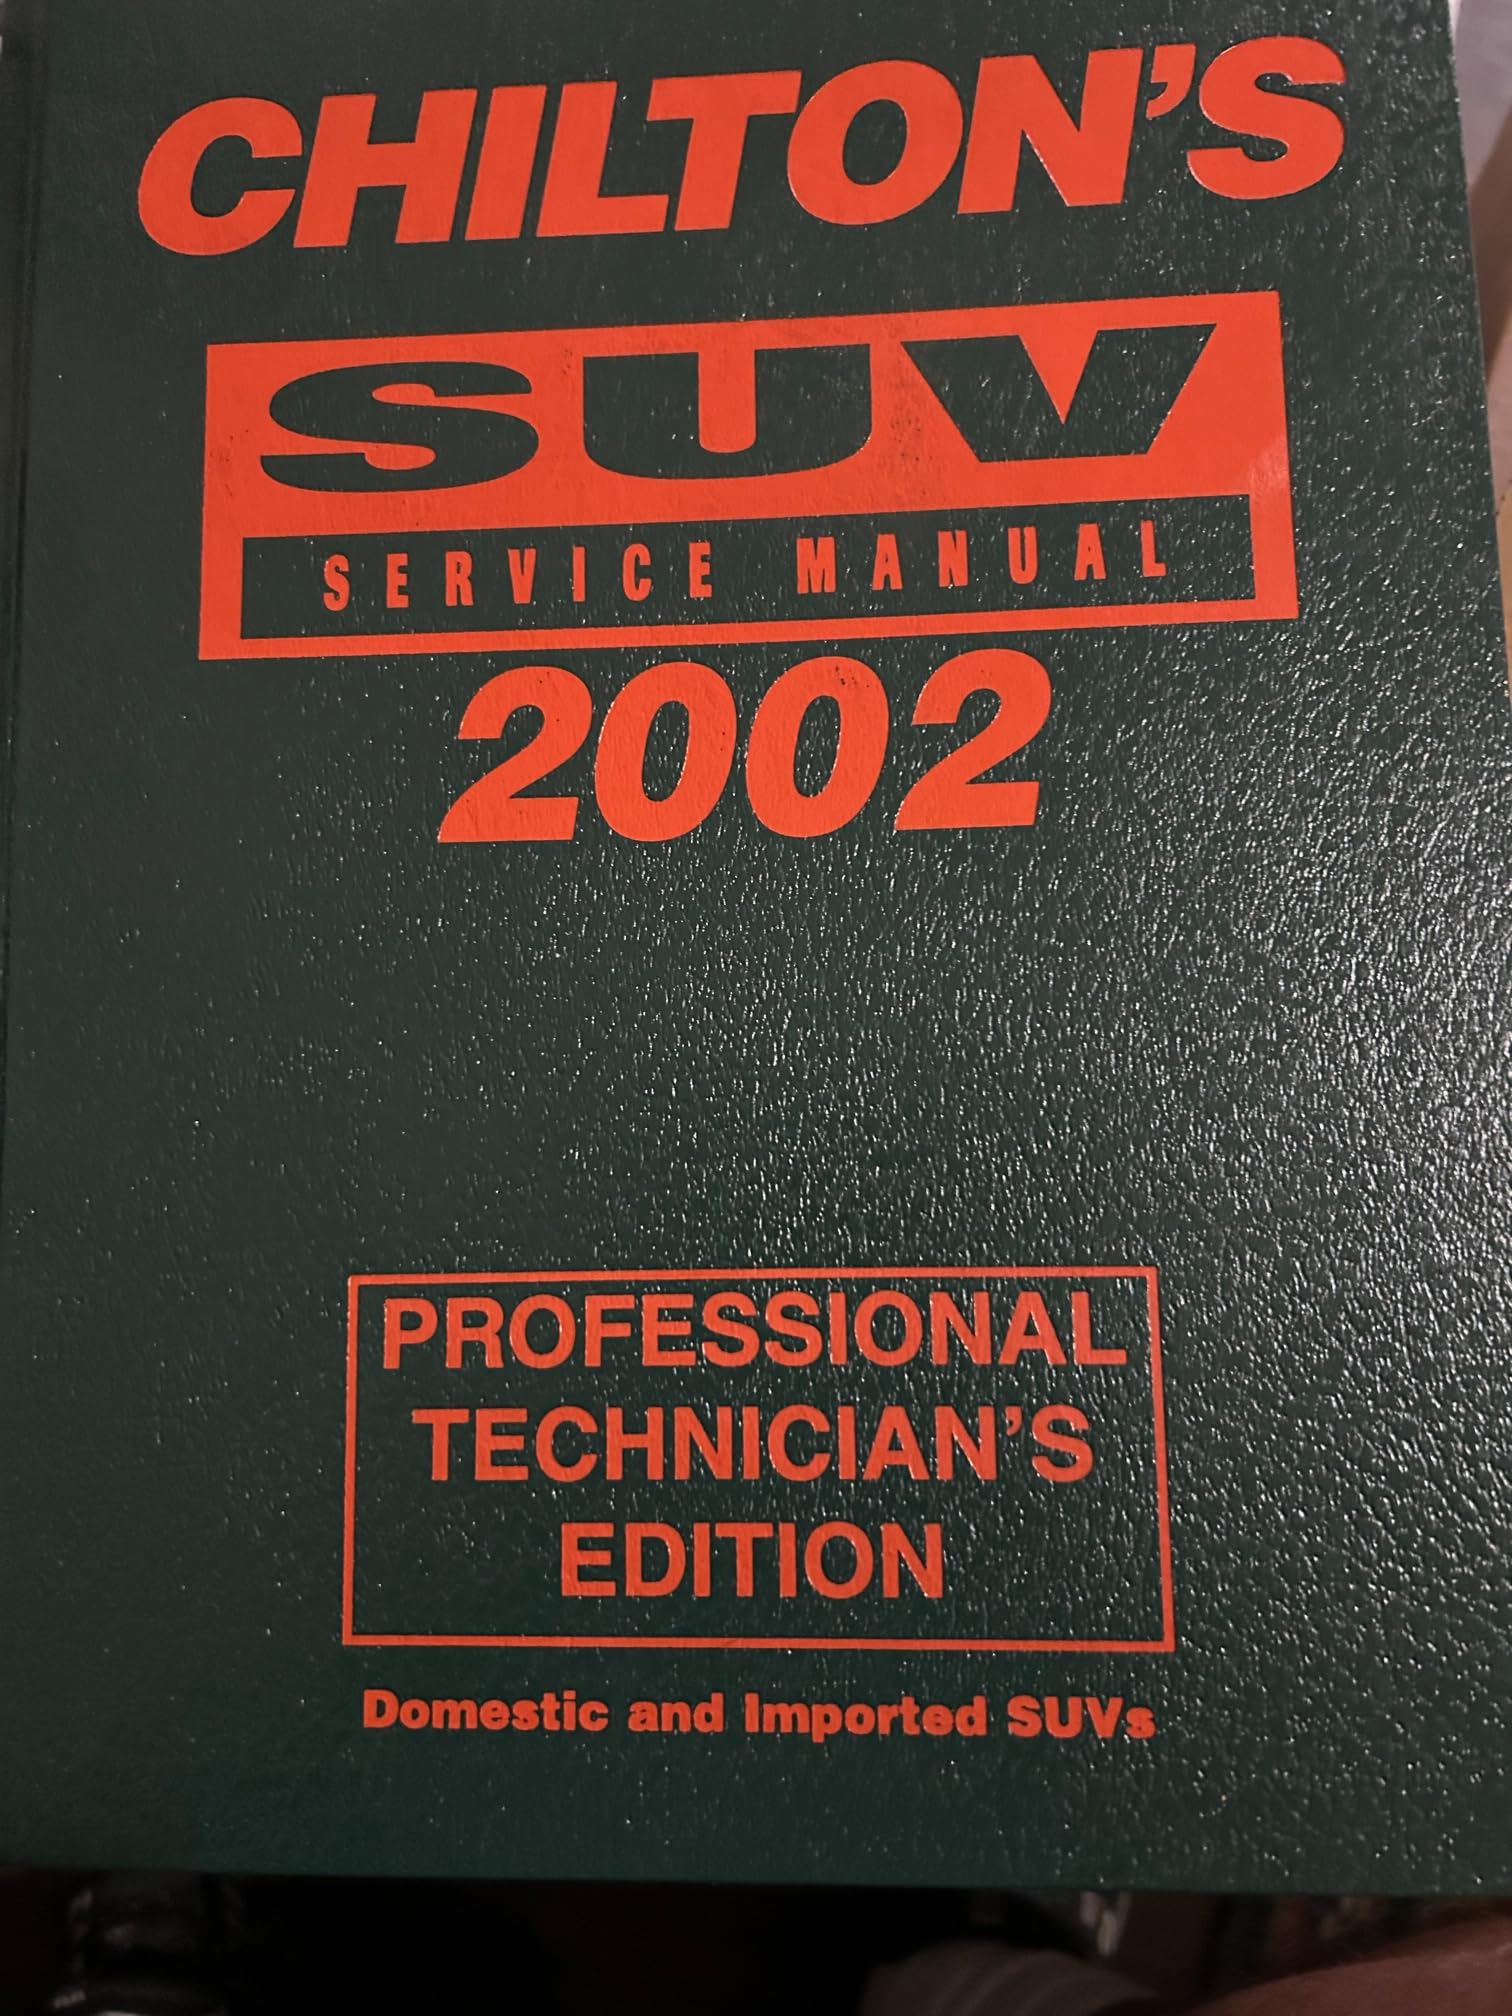 CHILTON'S
SUV
SERVICE MANUAL
2002
PROFESSIONAL
TECHNICIAN'S
EDITION
Domestic and Imported SUVs